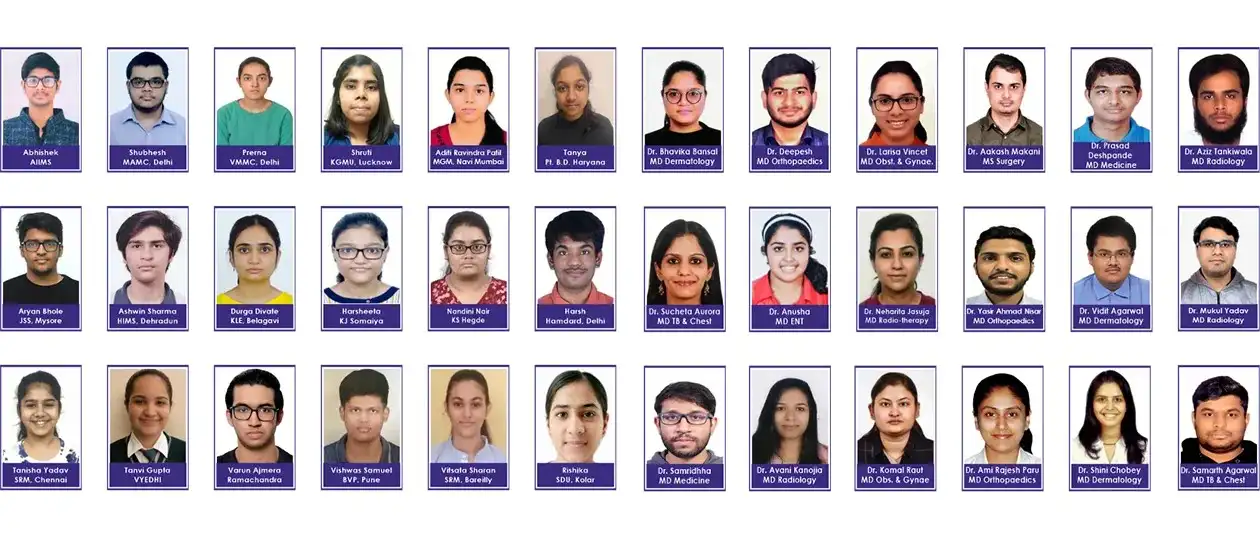 Abhishek
AIIMS
Shubhesh
MAMC, Delhi
Prerna
VMMC, Delhi
Shruti
KGMU, Lucknow
Aditi Ravindra Patil
MGM, Navi Mumbai
Tanya
Pt. B.D. Haryana
Dr. Bhavika Bansal
MD Dermatology
Dr. Deepesh
MD Orthopaedics
Dr. Larisa Vincet
MD Obst. & Gynae.
Dr. Aakash Makani
MS Surgery
Dr. Prasad
Deshpande
MD Medicine
Dr. Aziz Tankiwala
MD Radiology
Aryan Bhole
JSS, Mysore
Ashwin Sharma
HIMS, Dehradun
Durga Divate
KLE, Belagavi
Harsheeta
KJ Somaiya
Nandini Nair
KS Hegde
Harsh
Hamdard, Delhi
Dr. Sucheta Aurora
MD TB & Chest
Dr. Anusha
MD ENT
Dr. Neharita Jasuja
MD Radio-therapy
Dr. Yasir Ahmad Nisar
MD Orthopaedics
Dr. Vidit Agarwal
MD Dermatology
Dr. Mukul Yadav
MD Radiology
Tanisha Yadav
SRM, Chennai
Tanvi Gupta
VYEDHI
Varun Ajmera
Ramachandra
Vishwas Samuel
BVP, Pune
Vitsata Sharan
SRM, Bareilly
Rishika
SDU, Kolar
Dr. Samridhha
MD Medicine
Dr. Avani Kanojia
MD Radiology
Dr. Komal Raut
MD Obs. & Gynae
Dr. Ami Rajesh Paru
MD Orthopaedics
Dr. Shini Chobey
MD Dermatology
Dr. Samarth Agarwal
MD TB & Chest